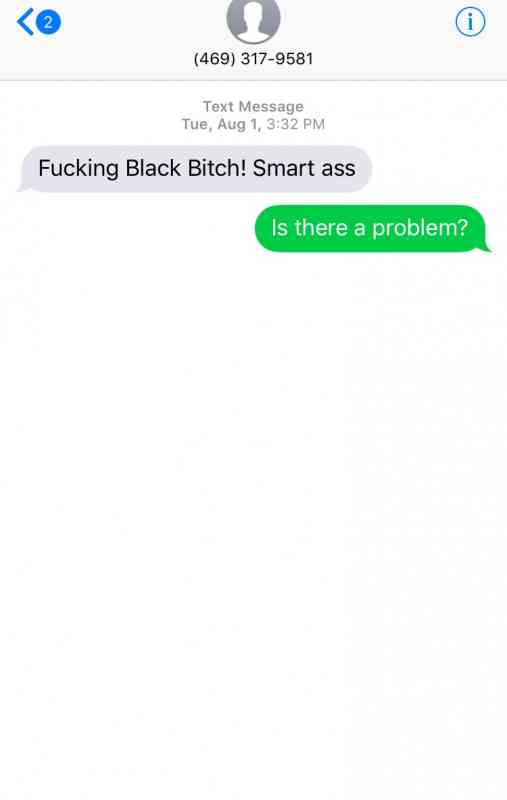 2
(469) 317-9581
Text Message
Tue, Aug 1, 3:32 PM
Fucking Black Bitch! Smart ass
Is there a problem?